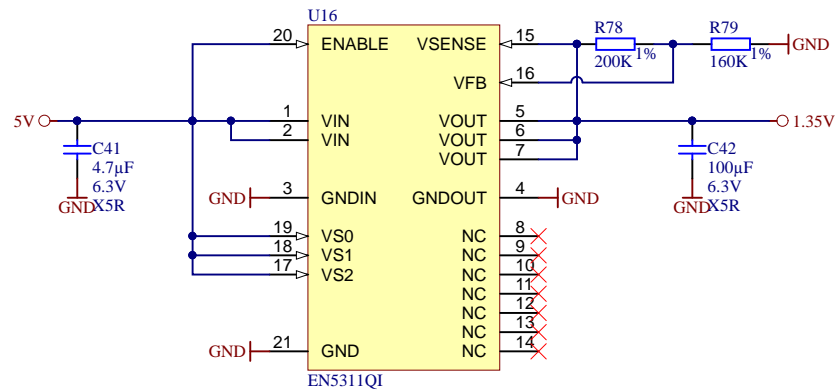 U16
20 ENABLE VSENSE 15
R78 R79
200K 1% 160K 1% GND
VFB 16
5V 1 VIN VOUT 5 1.35V
2 VIN VOUT 6
VOUT 7
C41
4.7µF
6.3V
X5R
GND
C42
100µF
6.3V
X5R
GND
GND 3 GNDIN GNDOUT 4 GND
19 VS0 NC 8
18 VS1 NC 9
17 VS2 NC 10
NC 11
NC 12
NC 13
GND 21 GND NC 14
EN5311QI